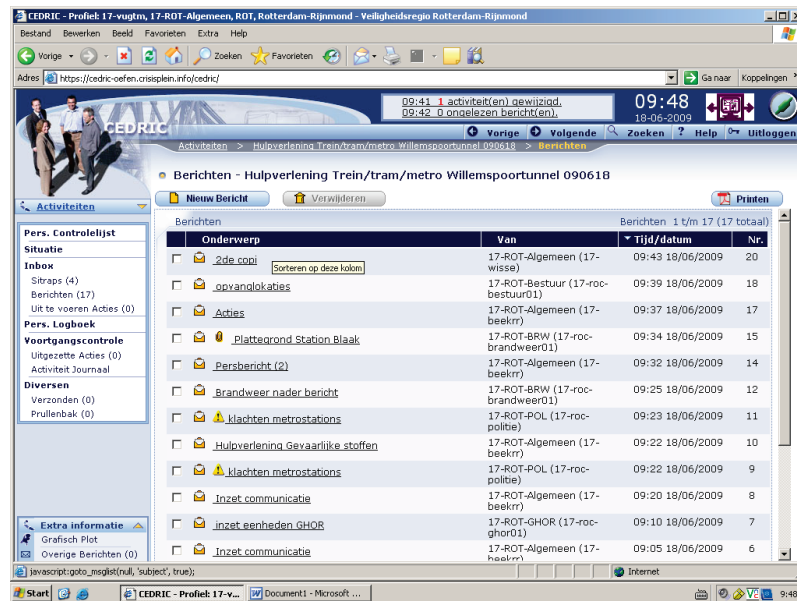 CEDRIC - Profiel: 17-vugtm, 17-ROT-Algemeen, ROT, Rotterdam-Rijnmond - Veiligheidsregio Rotterdam-Rijnmond
Bestand Bewerken Beeld Favorieten Extra Help
Vorige Zoeken Favorieten
Adres https://cedric-oefen.crisisplein.info/cedric/ Ga naar Koppelingen
09:41 1 activiteit(en) gewijzigd.
09:42 0 ongelezen bericht(en).
09:48
18-06-2009
CEDRIC
Vorige Volgende Zoeken ? Help Uitloggen
Activiteiten > Hulpverlening Trein/tram/metro Willemspoortunnel 090618 > Berichten
Berichten - Hulpverlening Trein/tram/metro Willemspoortunnel 090618
Nieuw Bericht Verwijderen Printen
Activiteiten
Pers. Controlelijst
Situatie
Inbox
Sitraps (4)
Berichten (17)
Uit te voeren Acties (0)
Pers. Logboek
Voortgangscontrole
Uitgezette Acties (0)
Activiteit Journaal
Diversen
Verzonden (0)
Prullenbak (0)
Extra informatie
Grafisch Plot
Overige Berichten (0)
Berichten Berichten 1 t/m 17 (17 totaal)
Onderwerp Van Tijd/datum Nr.
2de copi 17-ROT-Algemeen (17-wisse) 09:43 18/06/2009 20
Sorteren op deze kolom
opvanglokaties 17-ROT-Bestuur (17-roc-bestuur01) 09:39 18/06/2009 18
Acties 17-ROT-Algemeen (17-beekrr) 09:37 18/06/2009 17
Plattegrond Station Blaak 17-ROT-BRW (17-roc-brandweer01) 09:34 18/06/2009 15
Persbericht (2) 17-ROT-Algemeen (17-beekrr) 09:32 18/06/2009 14
Brandweer nader bericht 17-ROT-BRW (17-roc-brandweer01) 09:25 18/06/2009 12
klachten metrostations 17-ROT-POL (17-roc-politie) 09:23 18/06/2009 11
Hulpverlening Gevaarlijke stoffen 17-ROT-Algemeen (17-beekrr) 09:22 18/06/2009 10
klachten metrostations 17-ROT-POL (17-roc-politie) 09:22 18/06/2009 9
Inzet communicatie 17-ROT-Algemeen (17-beekrr) 09:20 18/06/2009 8
inzet eenheden GHOR 17-ROT-GHOR (17-roc-ghor01) 09:10 18/06/2009 7
Inzet communicatie 17-ROT-Algemeen (17-beekrr) 09:05 18/06/2009 6
javascript:goto_msglist(null, 'subject', true); Internet
Start CEDRIC - Profiel: 17-v... Document1 - Microsoft ... 9:48